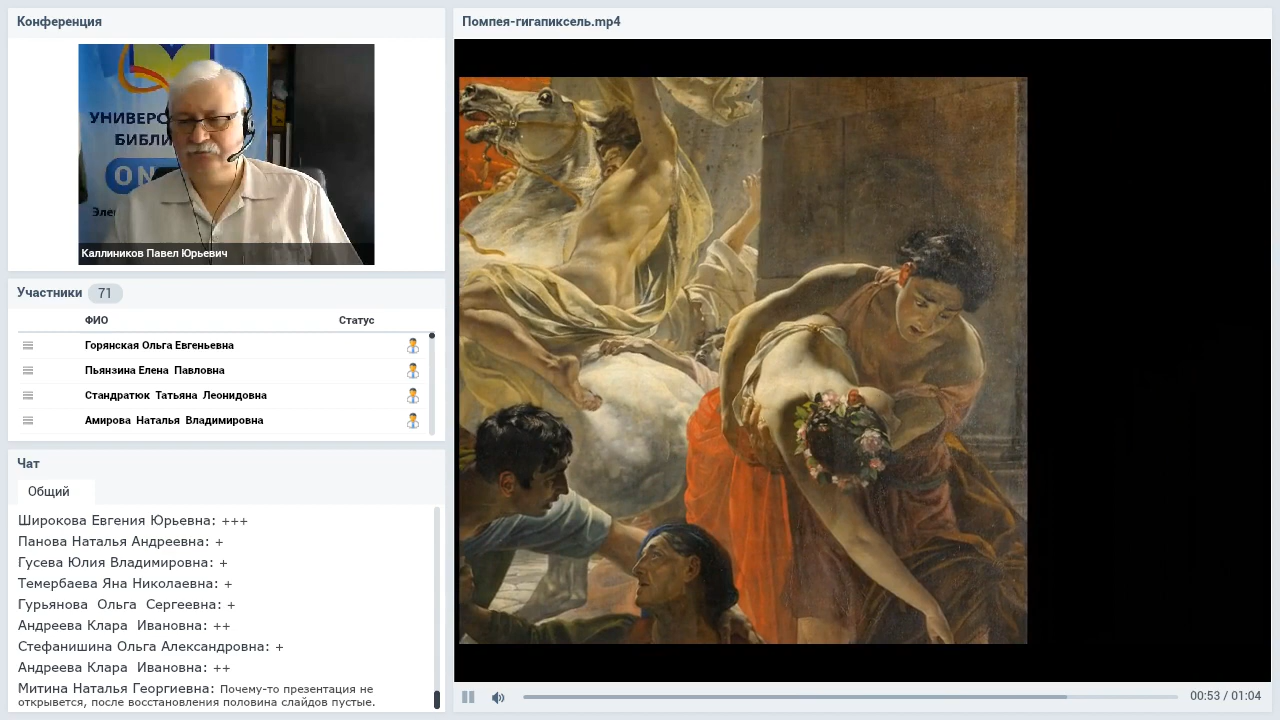 Конференция
УНИВЕРС
БИБЛИ
ON
Эле
Каллиников Павел Юрьевич
Участники 71
ФИО Статус
Горянская Ольга Евгеньевна
Пьянзина Елена Павловна
Стандратюк Татьяна Леонидовна
Амирова Наталья Владимировна
Чат
Общий
Широкова Евгения Юрьевна: +++
Панова Наталья Андреевна: +
Гусева Юлия Владимировна: +
Темербаева Яна Николаевна: +
Гурьянова Ольга Сергеевна: +
Андреева Клара Ивановна: ++
Стефанишина Ольга Александровна: +
Андреева Клара Ивановна: ++
Митина Наталья Георгиевна: Почему-то презентация не
открывется, после восстановления половина слайдов пустые.
Помпея-гигапиксель.mp4
00:53 / 01:04